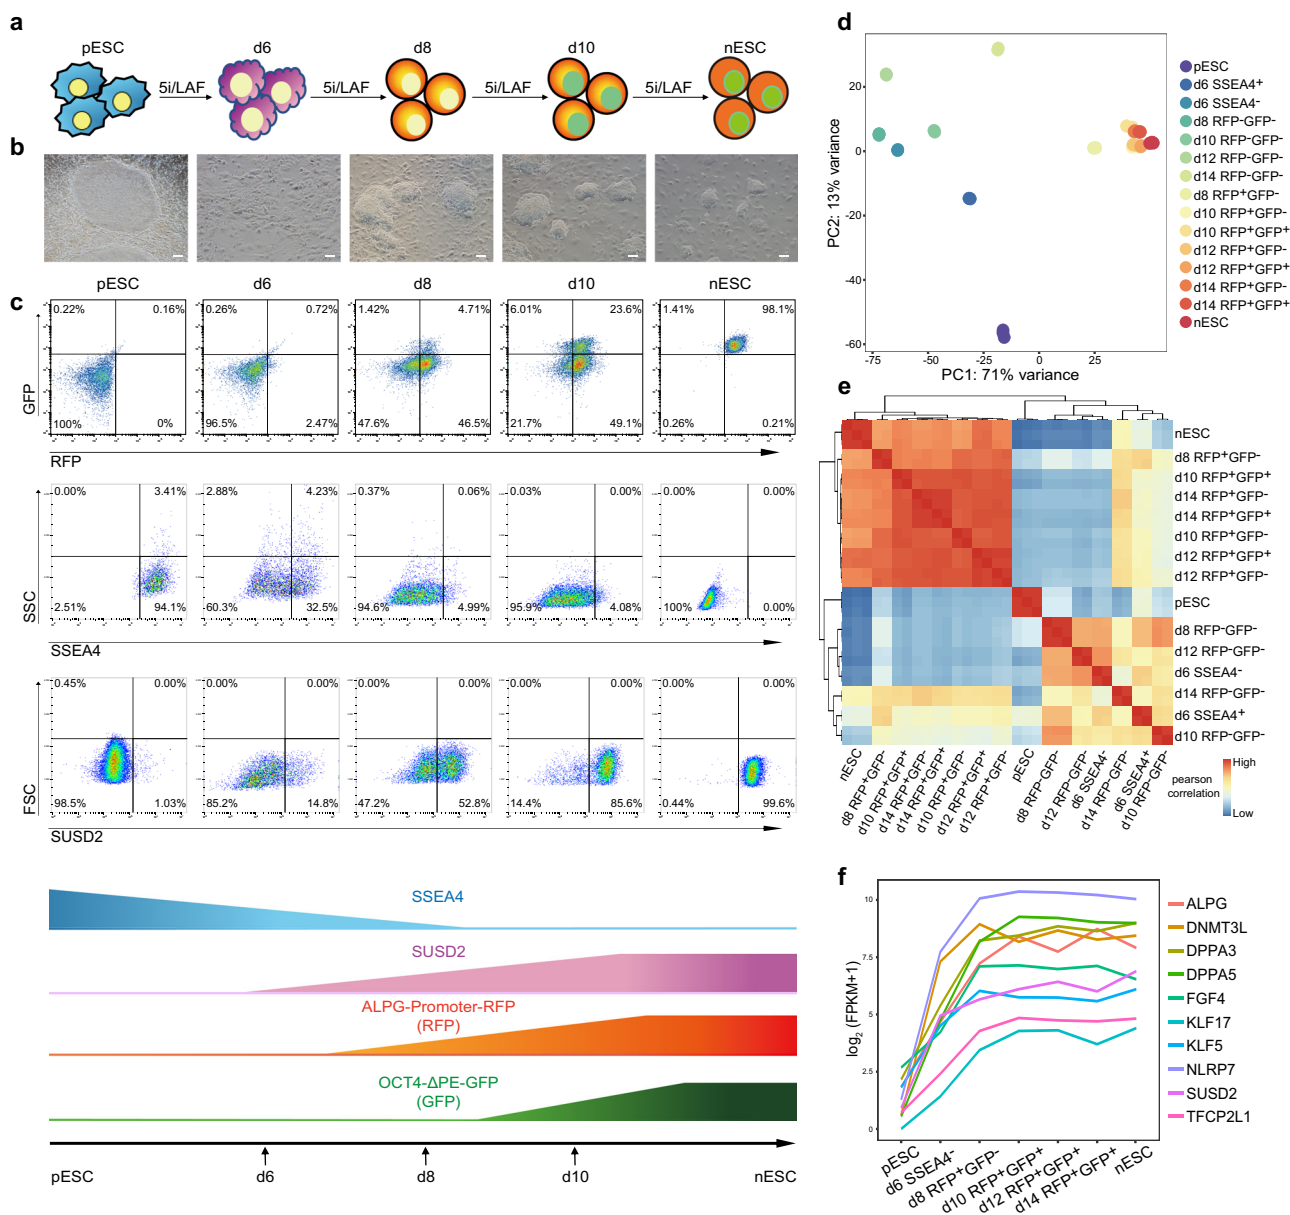 a
pESC d6 d8 d10 nESC
5i/LAF 5i/LAF 5i/LAF 5i/LAF
b
c
pESC d6 d8 d10 nESC
0.22% 0.16% 0.26% 0.72% 1.42% 4.71% 6.01% 23.6% 1.41% 98.1%
GFP
100% 0% 96.5% 2.47% 47.6% 46.5% 21.7% 49.1% 0.26% 0.21%
RFP
0.00% 3.41% 2.88% 4.23% 0.37% 0.06% 0.03% 0.00% 0.00% 0.00%
SSC
2.51% 94.1% 60.3% 32.5% 94.6% 4.99% 95.9% 4.08% 100% 0.00%
SSEA4
0.45% 0.00% 0.00% 0.00% 0.00% 0.00% 0.00% 0.00% 0.00% 0.00%
FSC
98.5% 1.03% 85.2% 14.8% 47.2% 52.8% 14.4% 85.6% 0.44% 99.6%
SUSD2
SSEA4
SUSD2
ALPG-Promoter-RFP
(RFP)
OCT4-ΔPE-GFP
(GFP)
pESC d6 d8 d10 nESC
d
PC2: 13% variance
20
0
-20
-40
-60
-75 -50 -25 0 25
PC1: 71% variance
pESC
d6 SSEA4+
d6 SSEA4-
d8 RFP-GFP-
d10 RFP-GFP-
d12 RFP-GFP-
d14 RFP-GFP-
d8 RFP+GFP-
d10 RFP+GFP-
d10 RFP+GFP+
d12 RFP+GFP-
d12 RFP+GFP+
d14 RFP+GFP-
d14 RFP+GFP+
nESC
e
nESC
d8 RFP+GFP-
d10 RFP+GFP+
d14 RFP+GFP-
d14 RFP+GFP+
d10 RFP+GFP-
d12 RFP+GFP+
d12 RFP+GFP-
pESC
d8 RFP-GFP-
d12 RFP-GFP-
d6 SSEA4-
d14 RFP-GFP-
d6 SSEA4+
d10 RFP-GFP-
nESC
d8 RFP+GFP-
d10 RFP+GFP+
d14 RFP+GFP-
d14 RFP+GFP+
d10 RFP+GFP-
d12 RFP+GFP+
d12 RFP+GFP-
pESC
d8 RFP-GFP-
d12 RFP-GFP-
d6 SSEA4-
d14 RFP-GFP-
d6 SSEA4+
d10 RFP-GFP-
High
pearson
correlation
Low
f
log2 (FPKM+1)
10
7.5
5
2.5
0
pESC
d6 SSEA4-
d8 RFP+GFP-
d10 RFP+GFP+
d12 RFP+GFP+
d14 RFP+GFP+
nESC
ALPG
DNMT3L
DPPA3
DPPA5
FGF4
KLF17
KLF5
NLRP7
SUSD2
TFCP2L1